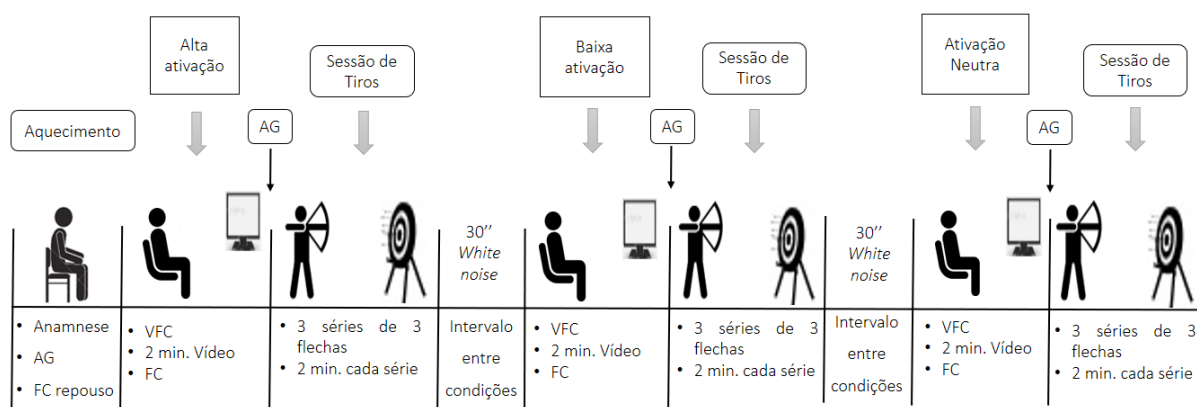 Alta
ativação
Sessão de
Tiros
Baixa
ativação
Sessão de
Tiros
Ativação
Neutra
Sessão de
Tiros
Aquecimento
AG
AG
AG
30’’
White
noise
30’’
White
noise
• Anamnese
• AG
• FC repouso
• VFC
• 2 min. Vídeo
• FC
• 3 séries de 3
flechas
• 2 min. cada série
Intervalo
entre
condições
• VFC
• 2 min. Vídeo
• FC
• 3 séries de 3
flechas
• 2 min. cada série
Intervalo
entre
condições
• VFC
• 2 min. Vídeo
• FC
• 3 séries de 3
flechas
• 2 min. cada série